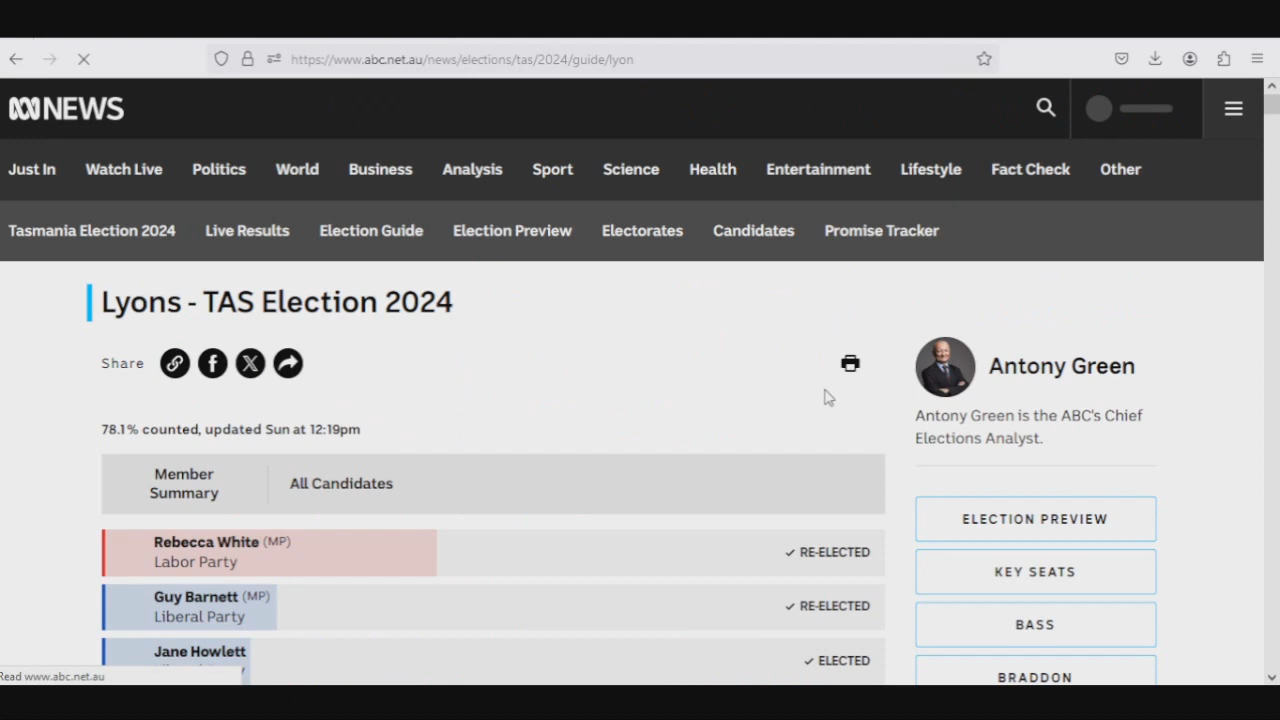 https://www.abc.net.au/news/elections/tas/2024/guide/lyon
NEWS
Just In Watch Live Politics World Business Analysis Sport Science Health Entertainment Lifestyle Fact Check Other
Tasmania Election 2024 Live Results Election Guide Election Preview Electorates Candidates Promise Tracker
Lyons - TAS Election 2024
Share
Antony Green
Antony Green is the ABC's Chief
Elections Analyst.
78.1% counted, updated Sun at 12:19pm
Member
Summary
All Candidates
Rebecca White (MP)
Labor Party
RE-ELECTED
Guy Barnett (MP)
Liberal Party
RE-ELECTED
Jane Howlett
ELECTED
ELECTION PREVIEW
KEY SEATS
BASS
BRADDON
Read www.abc.net.au